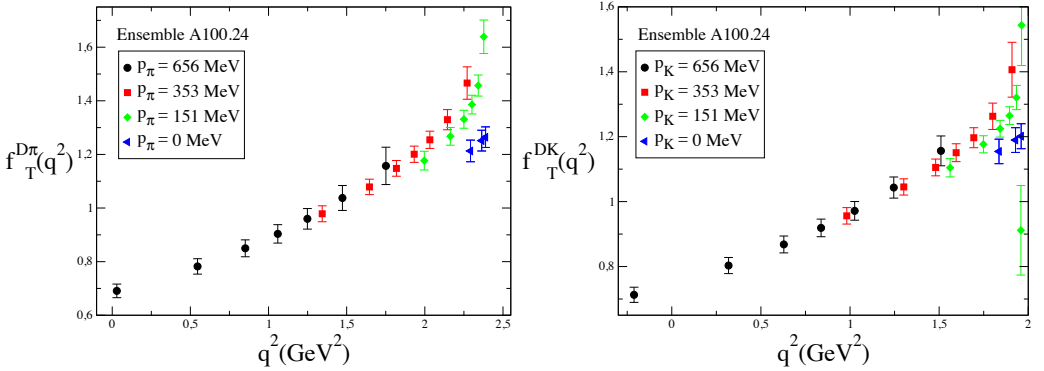 Ensemble A100.24
p_π = 656 MeV
p_π = 353 MeV
p_π = 151 MeV
p_π = 0 MeV
f_T^{Dπ}(q^2)
1,6
1,4
1,2
1,0
0,8
0,6
0
0,5
1
1,5
2
2,5
q^2(GeV^2)
Ensemble A100.24
p_K = 656 MeV
p_K = 353 MeV
p_K = 151 MeV
p_K = 0 MeV
f_T^{DK}(q^2)
1,6
1,4
1,2
1
0,8
0
0,5
1
1,5
2
q^2(GeV^2)